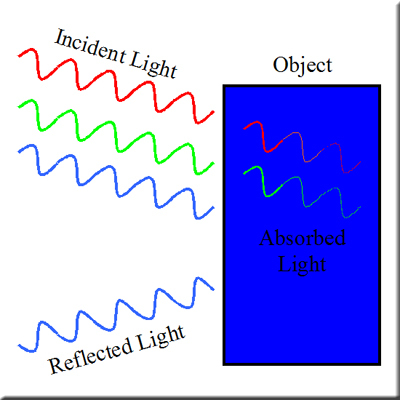 Incident Light
Object
Absorbed
Light
Reflected Light